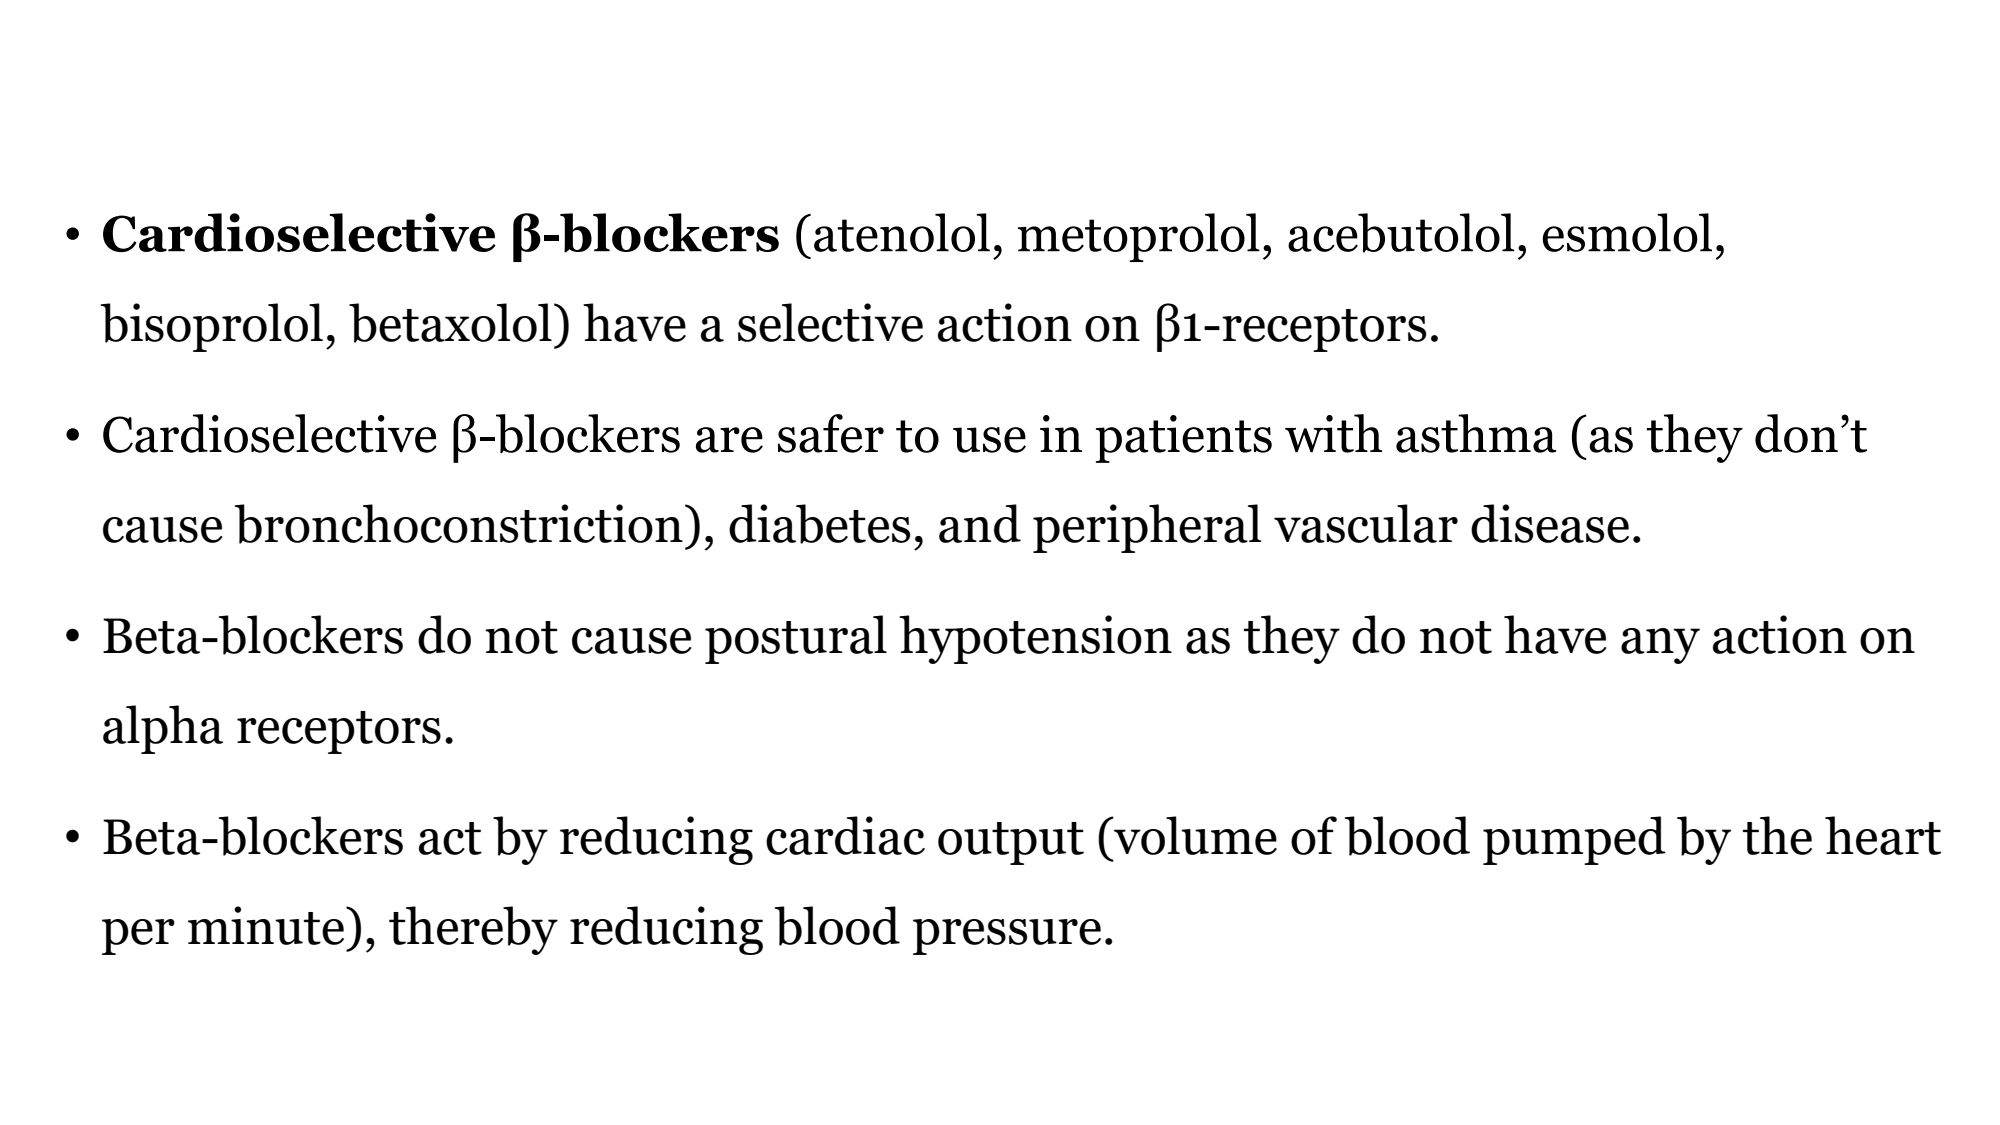 • Cardioselective β-blockers (atenolol, metoprolol, acebutolol, esmolol,
bisoprolol, betaxolol) have a selective action on β1-receptors.
• Cardioselective β-blockers are safer to use in patients with asthma (as they don’t
cause bronchoconstriction), diabetes, and peripheral vascular disease.
• Beta-blockers do not cause postural hypotension as they do not have any action on
alpha receptors.
• Beta-blockers act by reducing cardiac output (volume of blood pumped by the heart
per minute), thereby reducing blood pressure.